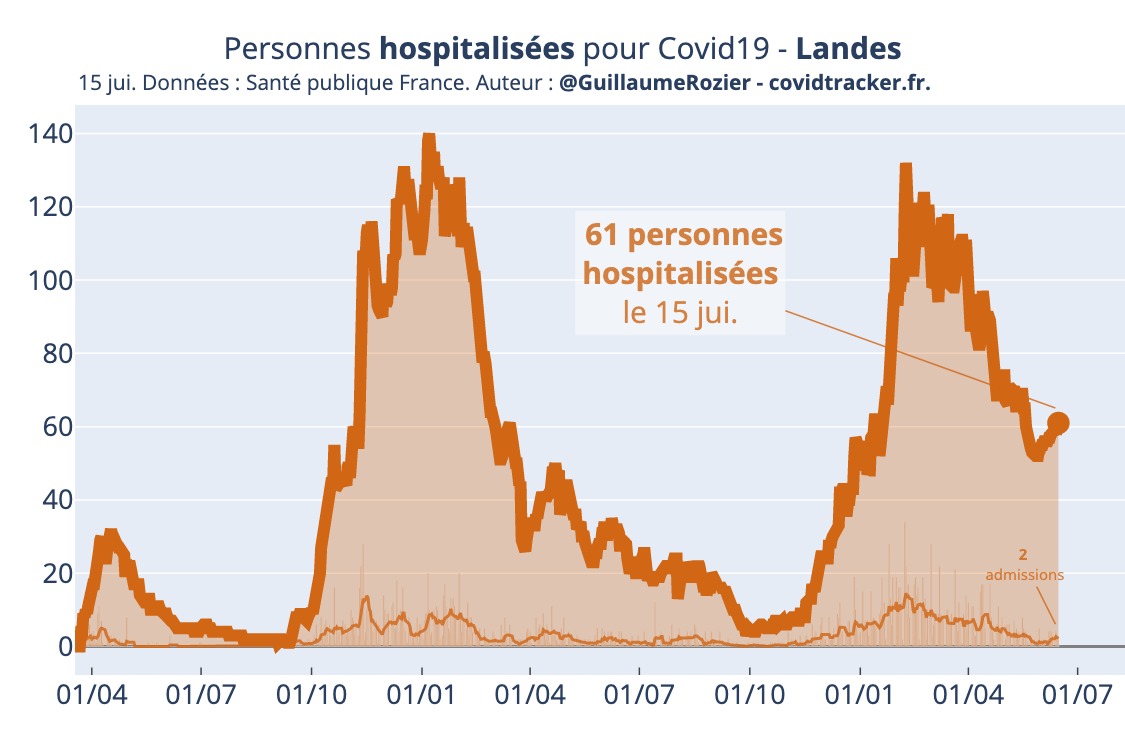 Personnes hospitalisées pour Covid19 - Landes
15 jui. Données : Santé publique France. Auteur : @GuillaumeRozier - covidtracker.fr.
140
120
100
80
60
40
20
0
61 personnes
hospitalisées
le 15 jui.
2
admissions
01/04 01/07 01/10 01/01 01/04 01/07 01/10 01/01 01/04 01/07